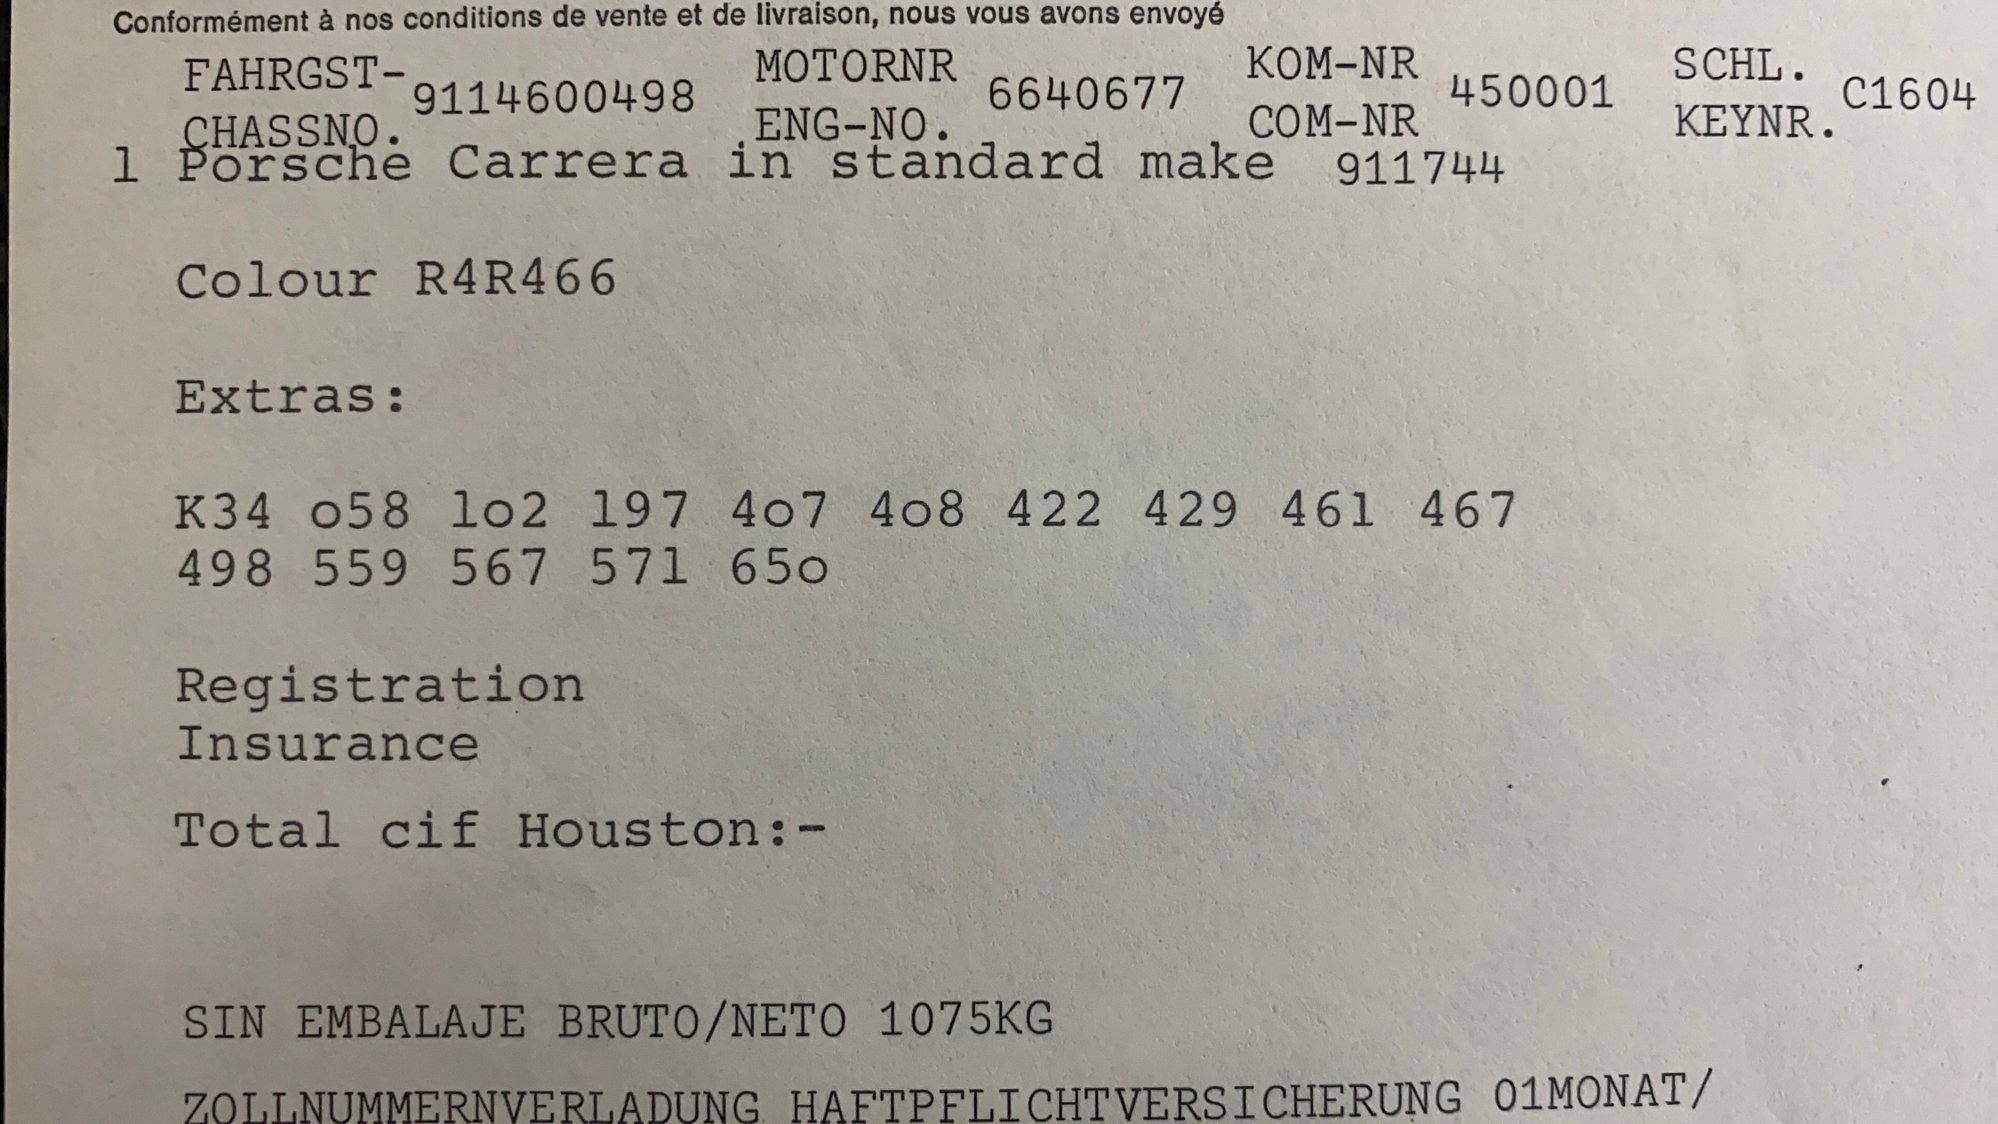 Conformément à nos conditions de vente et de livraison, nous vous avons envoyé
FAHRGST- MOTORNR KOM-NR SCHL.
9114600498 6640677 450001 C1604
CHASSNO. ENG-NO. COM-NR KEYNR.
1 Porsche Carrera in standard make 911744
Colour R4R466
Extras:
K34 o58 1o2 197 4o7 4o8 422 429 461 467
498 559 567 571 65o
Registration
Insurance
Total cif Houston:-
SIN EMBALAJE BRUTO/NETO 1075KG
ZOLLNUMMERNVERLADUNG HAFTPFLICHTVERSICHERUNG 01MONAT/